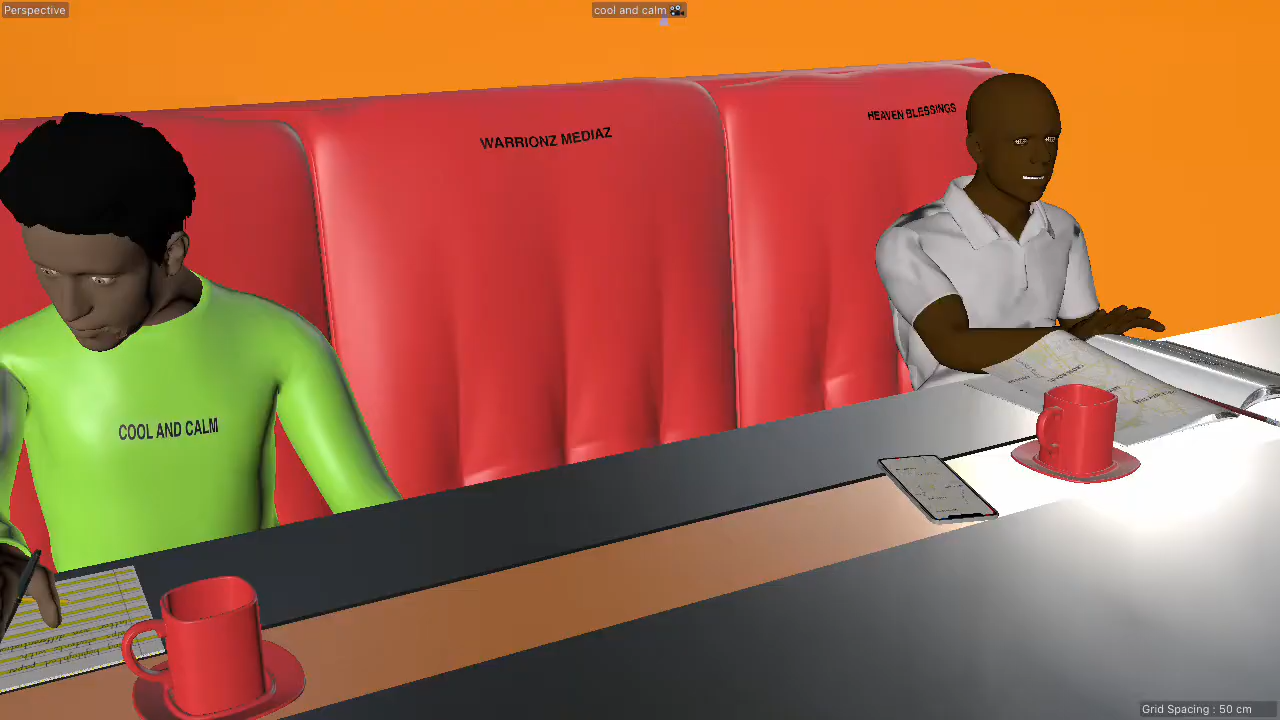 Perspective
cool and calm
WARRIONZ MEDIAZ
HEAVEN BLESSINGS
COOL AND CALM
Grid Spacing : 50 cm